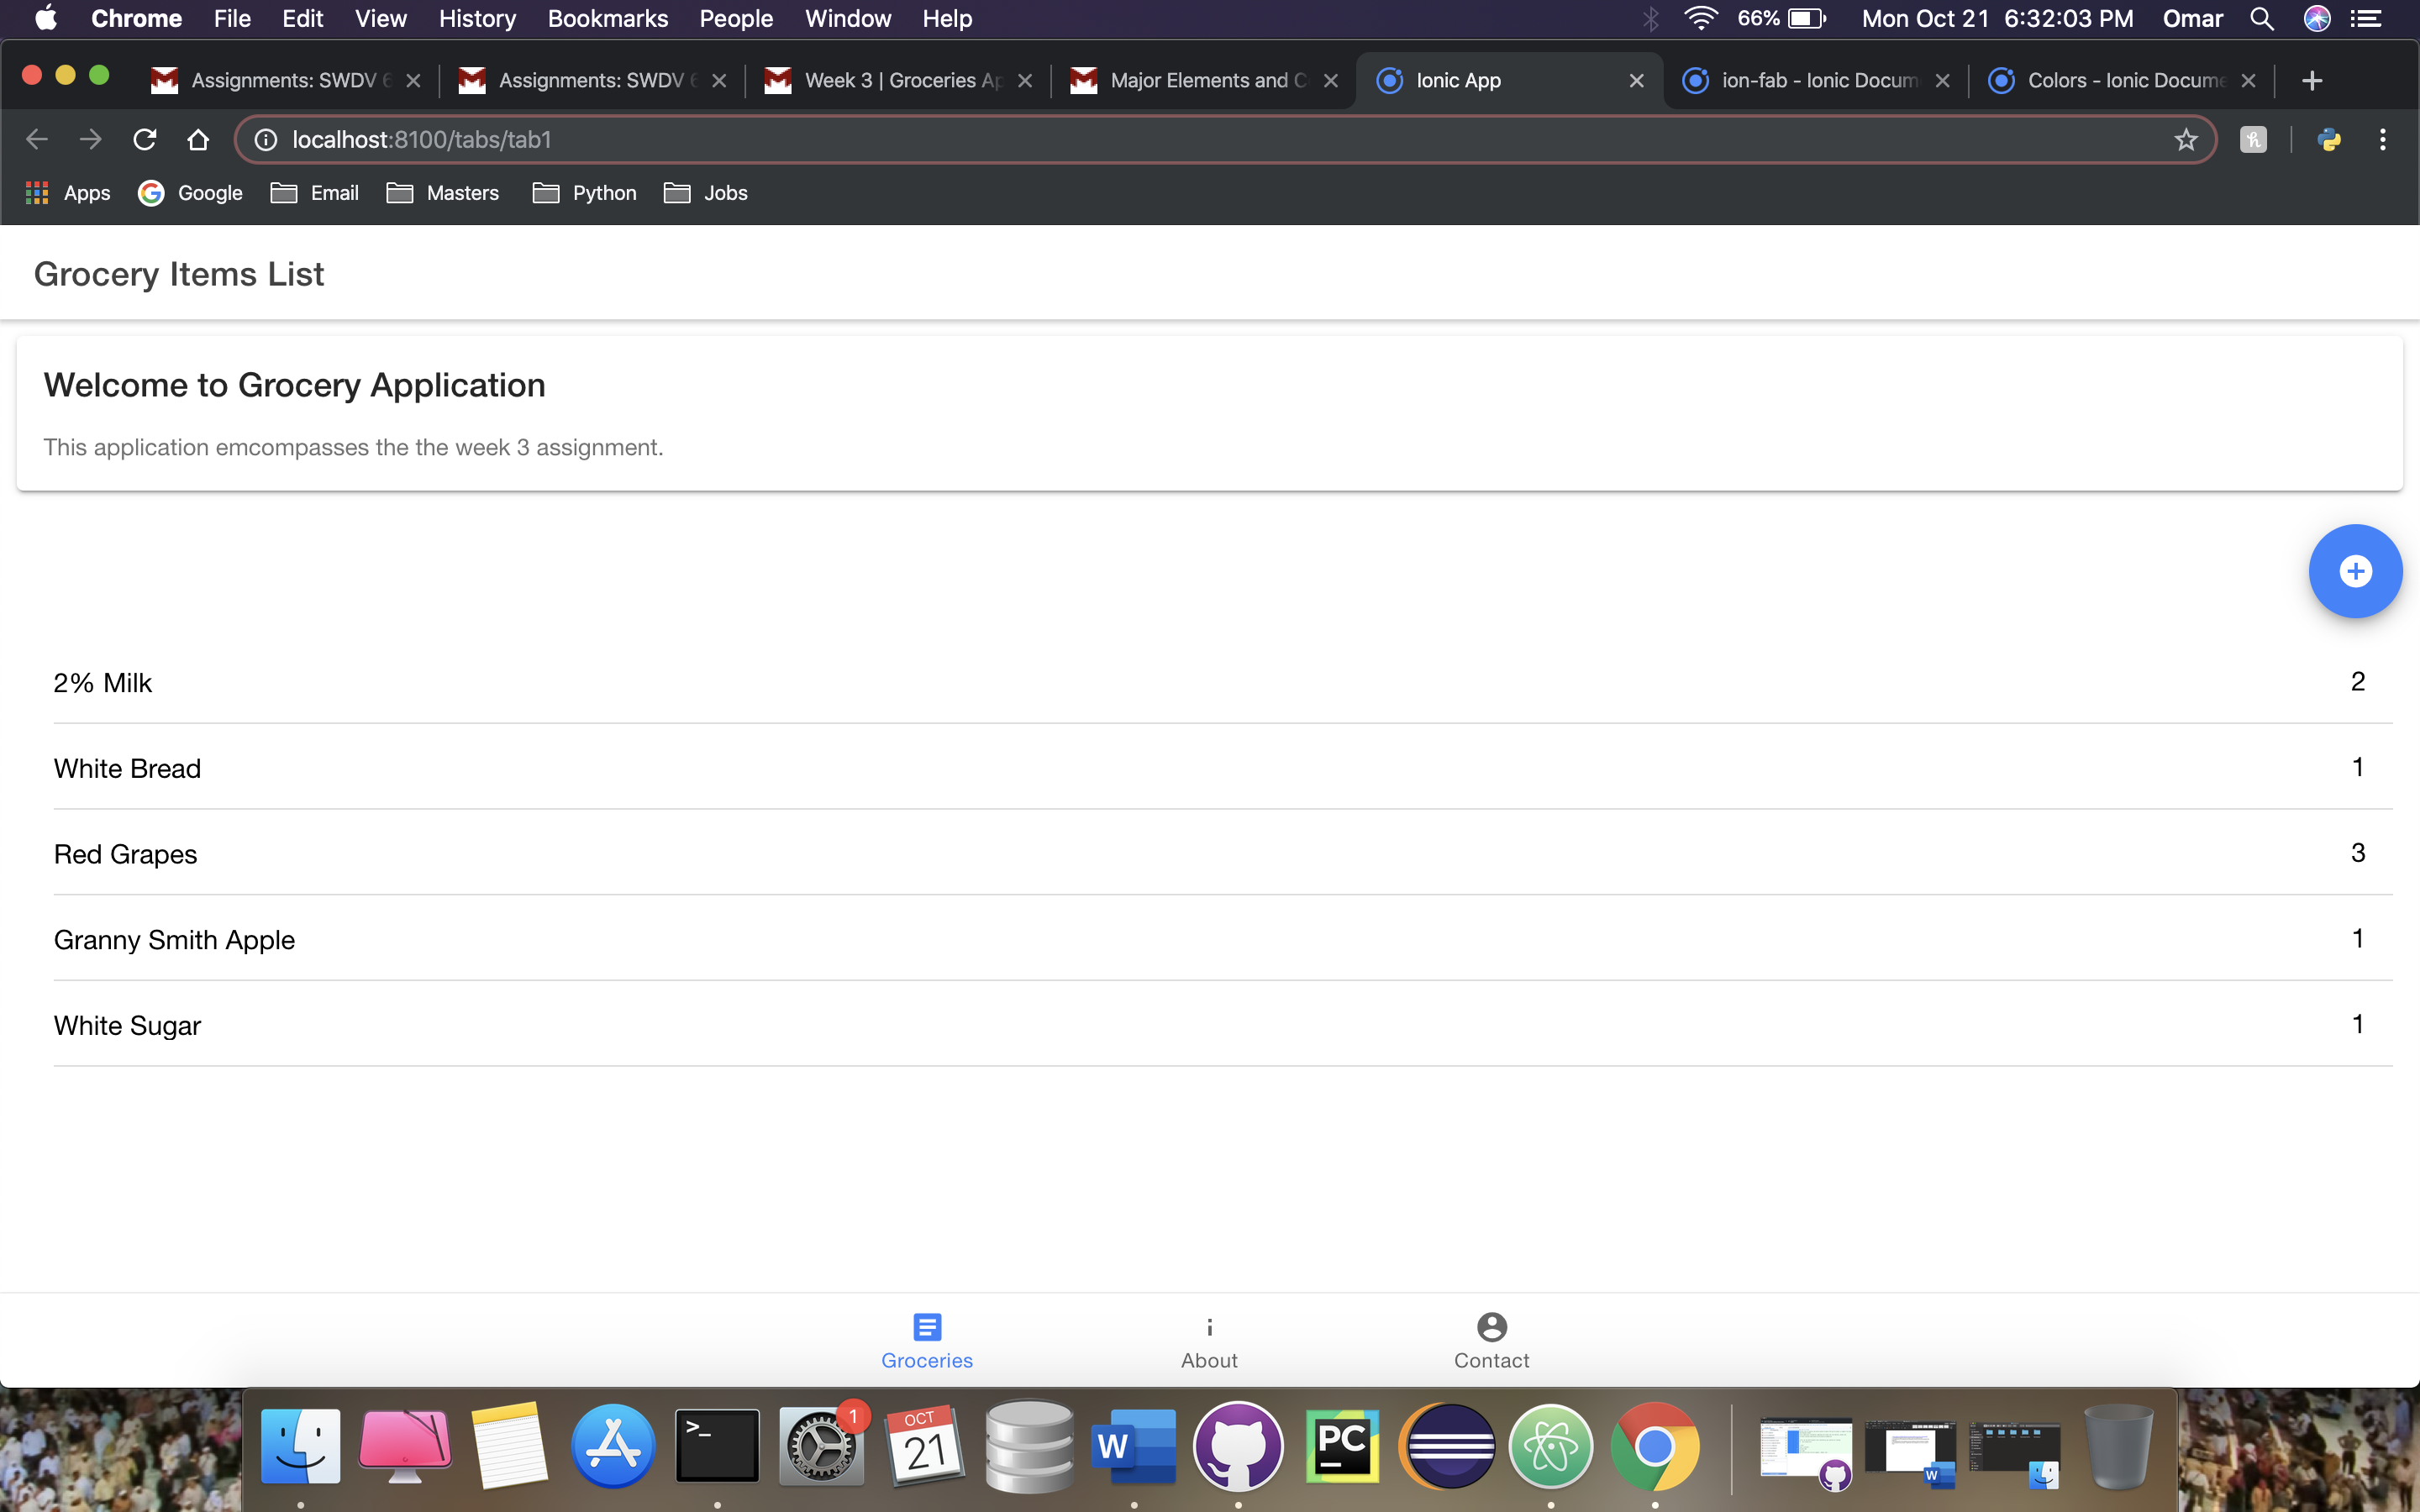 Chrome File Edit View History Bookmarks People Window Help 66% Mon Oct 21 6:32:03 PM Omar
Assignments: SWDV 6 Assignments: SWDV 6 Week 3 | Groceries Ap Major Elements and C Ionic App ion-fab - Ionic Docum Colors - Ionic Docume
localhost:8100/tabs/tab1
Apps Google Email Masters Python Jobs
Grocery Items List
Welcome to Grocery Application
This application emcompasses the the week 3 assignment.
2% Milk 2
White Bread 1
Red Grapes 3
Granny Smith Apple 1
White Sugar 1
Groceries About Contact
>_ 1 OCT 21 W PC W